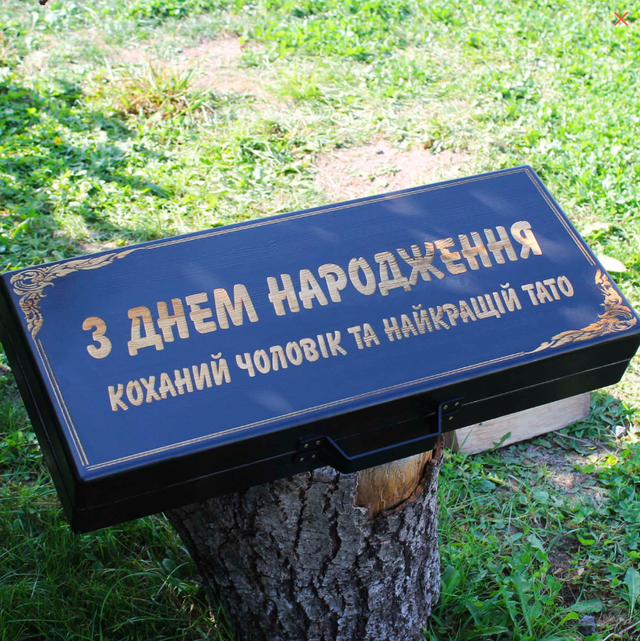 З ДНЕМ НАРОДЖЕННЯ
КОХАНИЙ ЧОЛОВІК ТА НАЙКРАЩІЙ ТАТО